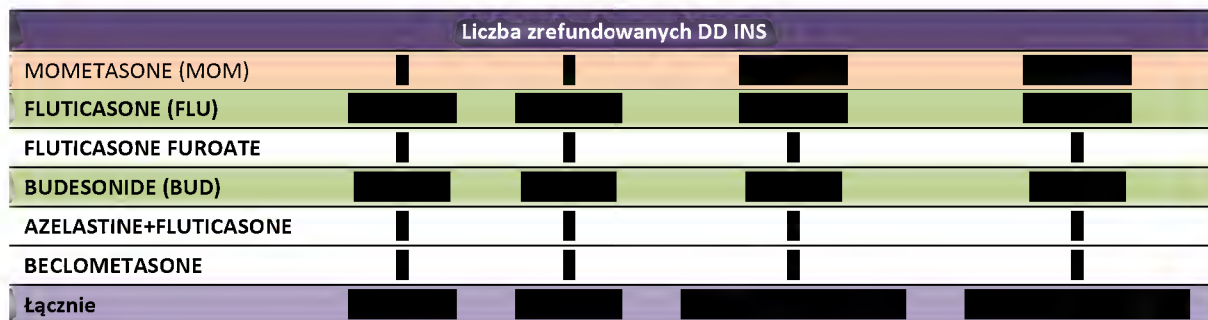 Liczba zrefundowanych DD INS
MOMETASONE (MOM)
FLUTICASONE (FLU)
FLUTICASONE FUROATE
BUDESONIDE (BUD)
AZELASTINE+FLUTICASONE
BECLOMETASONE
Łącznie